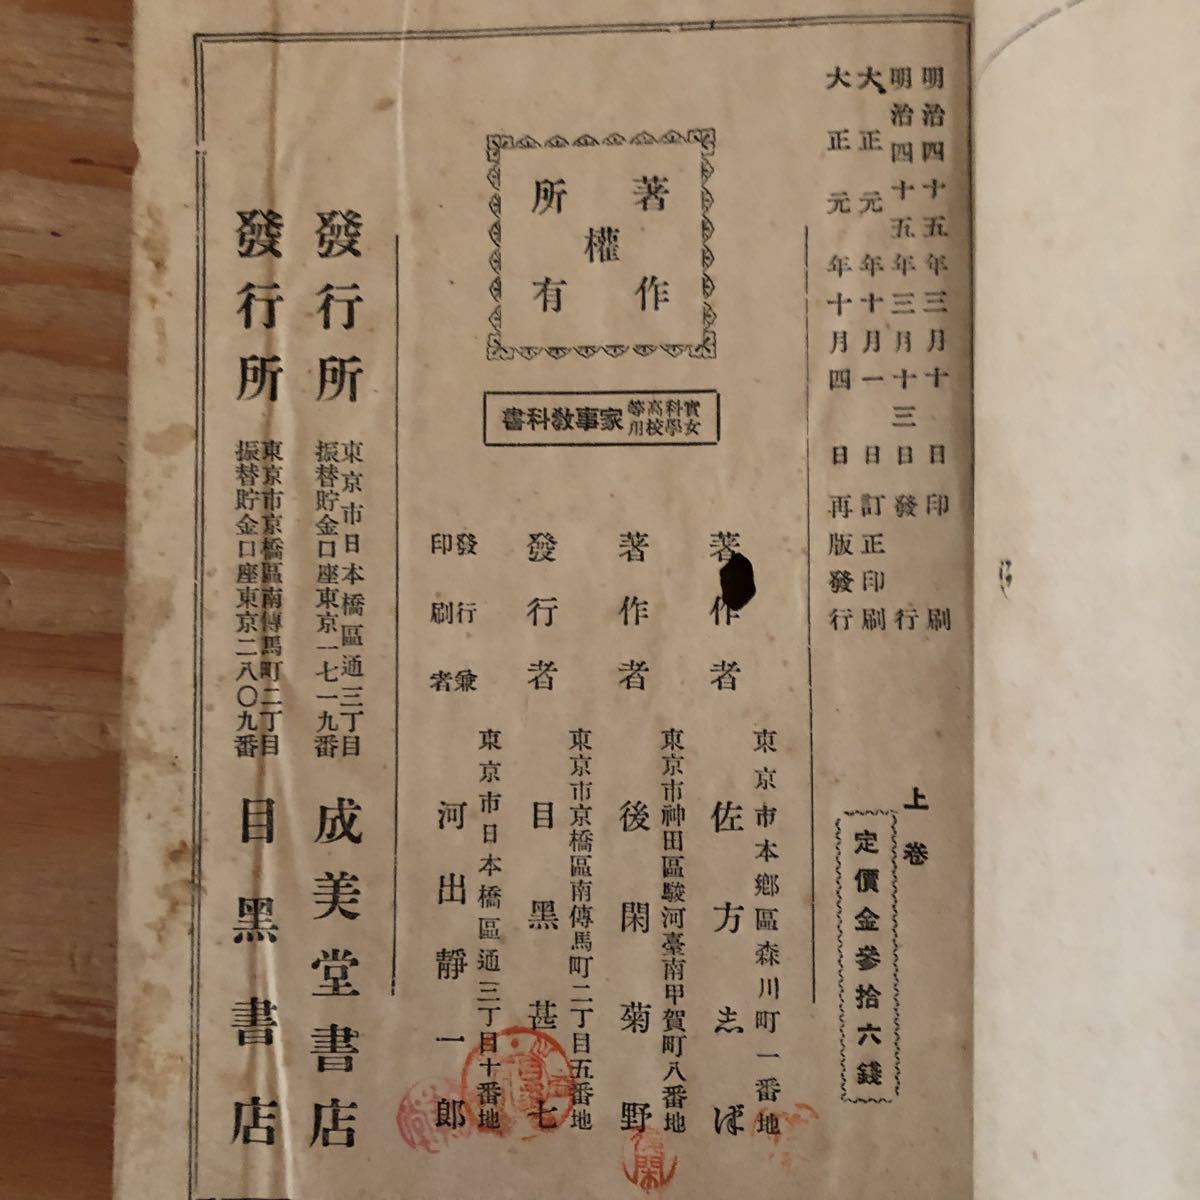 明治四十五年三月十日印刷
明治四十五年三月十三日發行
大正元年十月一日訂正印刷
大正元年十月四日再版發行
上卷
定價金參拾六錢
著作權所有
實科高等女學校用家事敎科書
著作者
東京市本鄕區森川町一番地
佐方志ば
著作者
東京市神田區駿河臺南甲賀町八番地
後閑菊野
發行者
東京市京橋區南傳馬町二丁目五番地
目黑甚七
發行兼印刷者
東京市日本橋區通三丁目十番地
河出靜一郎
發行所
東京市日本橋區通三丁目
振替貯金口座東京一七一九番
成美堂書店
發行所
東京市京橋區南傳馬町二丁目
振替貯金口座東京二八〇九番
目黑書店